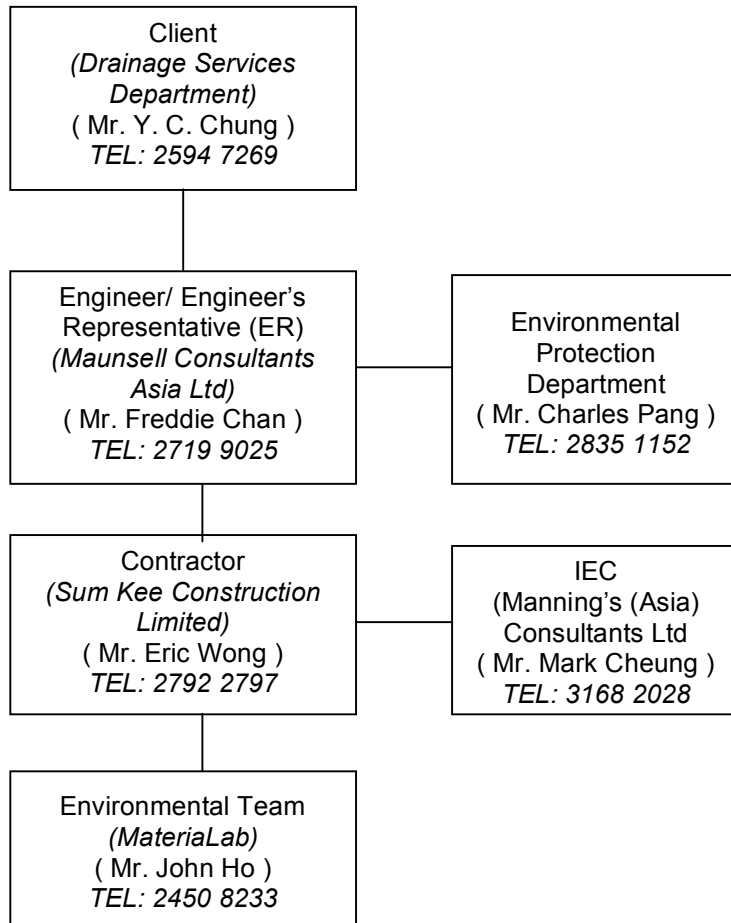 Client
(Drainage Services
Department)
( Mr. Y. C. Chung )
TEL: 2594 7269
Engineer/ Engineer’s
Representative (ER)
(Maunsell Consultants
Asia Ltd)
( Mr. Freddie Chan )
TEL: 2719 9025
Environmental
Protection
Department
( Mr. Charles Pang )
TEL: 2835 1152
Contractor
(Sum Kee Construction
Limited)
( Mr. Eric Wong )
TEL: 2792 2797
IEC
(Manning’s (Asia)
Consultants Ltd
( Mr. Mark Cheung )
TEL: 3168 2028
Environmental Team
(MateriaLab)
( Mr. John Ho )
TEL: 2450 8233